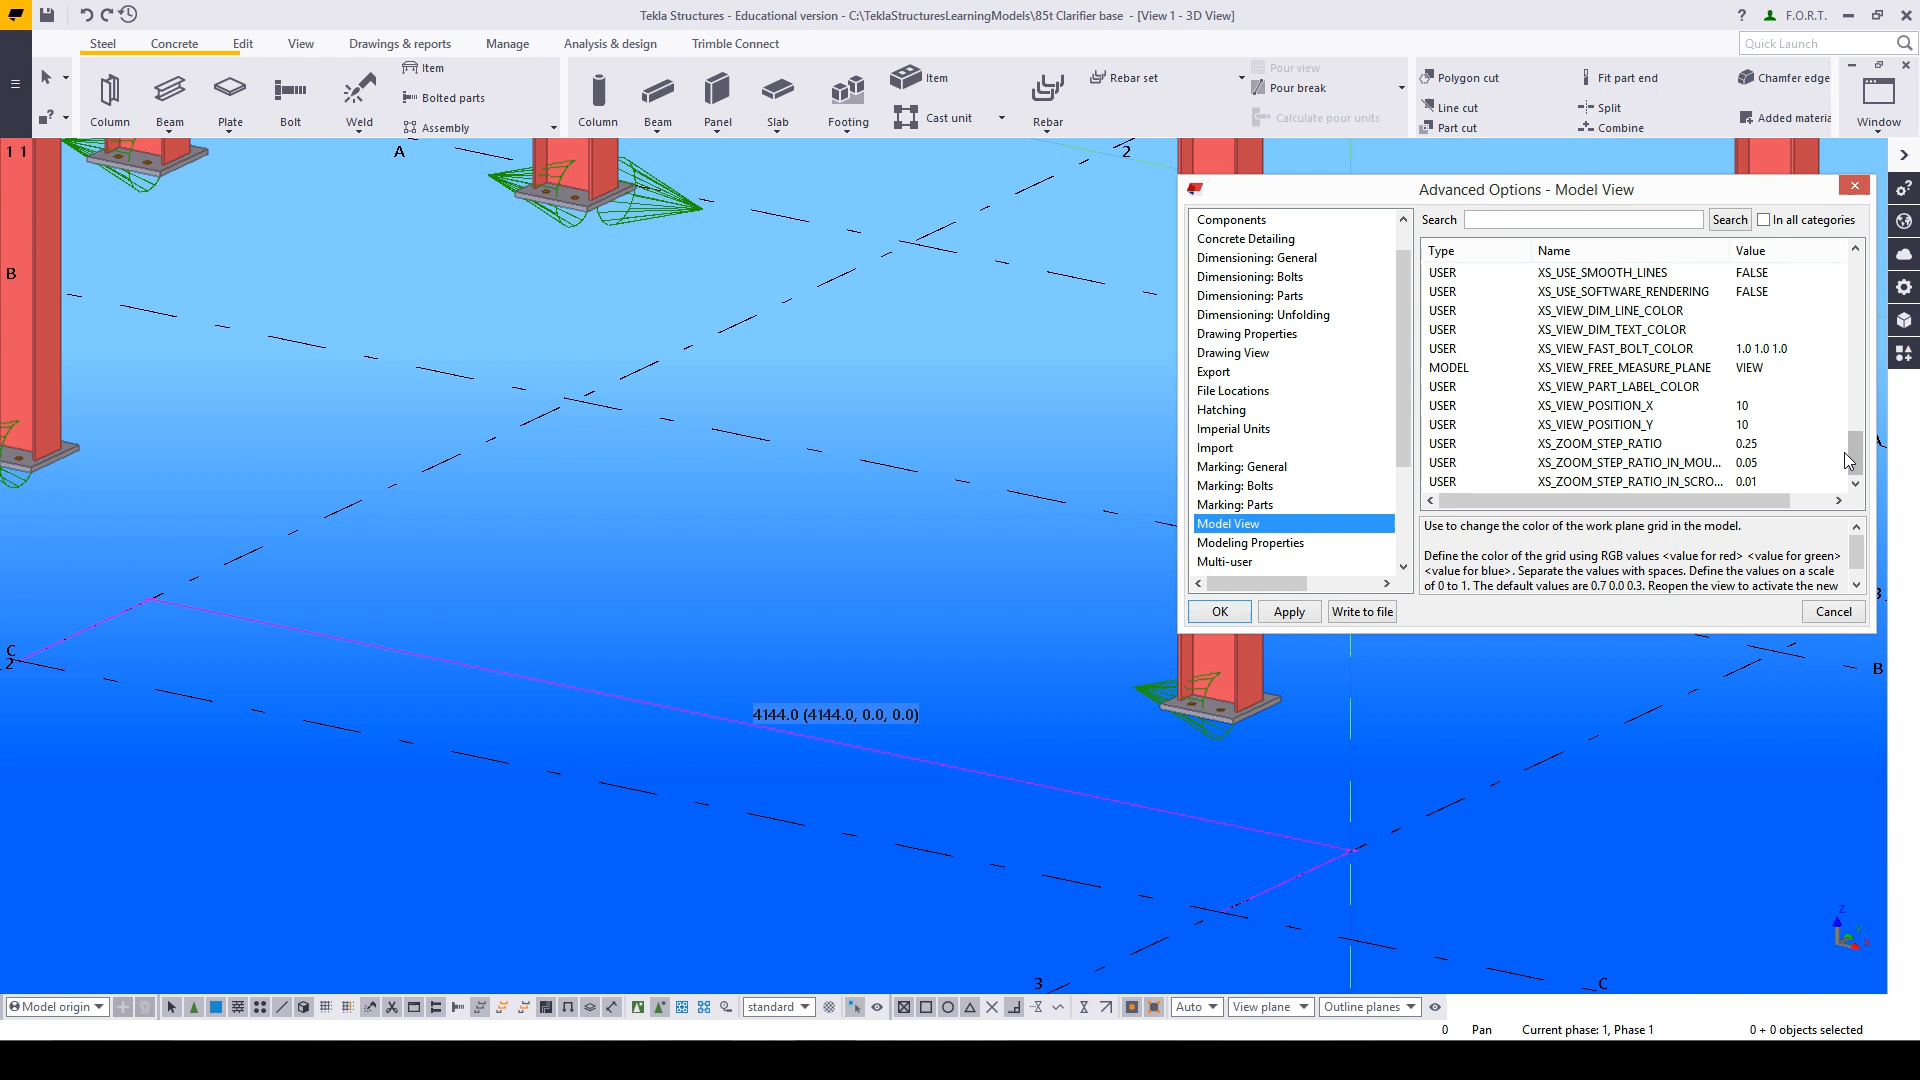 Tekla Structures - Educational version - C:\TeklaStructuresLearningModels\85t Clarifier base - [View 1 - 3D View]
? F.O.R.T.
Steel Concrete Edit View Drawings & reports Manage Analysis & design Trimble Connect
Quick Launch
Column Beam Plate Bolt Weld
Item
Bolted parts
Assembly
Column Beam Panel Slab Footing
Item
Cast unit
Rebar
Rebar set
Pour view
Pour break
Calculate pour units
Polygon cut
Line cut
Part cut
Fit part end
Split
Combine
Chamfer edge
Added materia
Window
1 1
A
2
B
C
2
4144.0 (4144.0, 0.0, 0.0)
3
C
B
3
A
Z
Y
X
Advanced Options - Model View
Components
Concrete Detailing
Dimensioning: General
Dimensioning: Bolts
Dimensioning: Parts
Dimensioning: Unfolding
Drawing Properties
Drawing View
Export
File Locations
Hatching
Imperial Units
Import
Marking: General
Marking: Bolts
Marking: Parts
Model View
Modeling Properties
Multi-user
Search Search In all categories
Type Name Value
USER XS_USE_SMOOTH_LINES FALSE
USER XS_USE_SOFTWARE_RENDERING FALSE
USER XS_VIEW_DIM_LINE_COLOR
USER XS_VIEW_DIM_TEXT_COLOR
USER XS_VIEW_FAST_BOLT_COLOR 1.0 1.0 1.0
MODEL XS_VIEW_FREE_MEASURE_PLANE VIEW
USER XS_VIEW_PART_LABEL_COLOR
USER XS_VIEW_POSITION_X 10
USER XS_VIEW_POSITION_Y 10
USER XS_ZOOM_STEP_RATIO 0.25
USER XS_ZOOM_STEP_RATIO_IN_MOU... 0.05
USER XS_ZOOM_STEP_RATIO_IN_SCRO... 0.01
Use to change the color of the work plane grid in the model.
Define the color of the grid using RGB values <value for red> <value for green>
<value for blue>. Separate the values with spaces. Define the values on a scale
of 0 to 1. The default values are 0.7 0.0 0.3. Reopen the view to activate the new
OK Apply Write to file Cancel
Model origin standard Auto View plane Outline planes
0 Pan Current phase: 1, Phase 1 0 + 0 objects selected